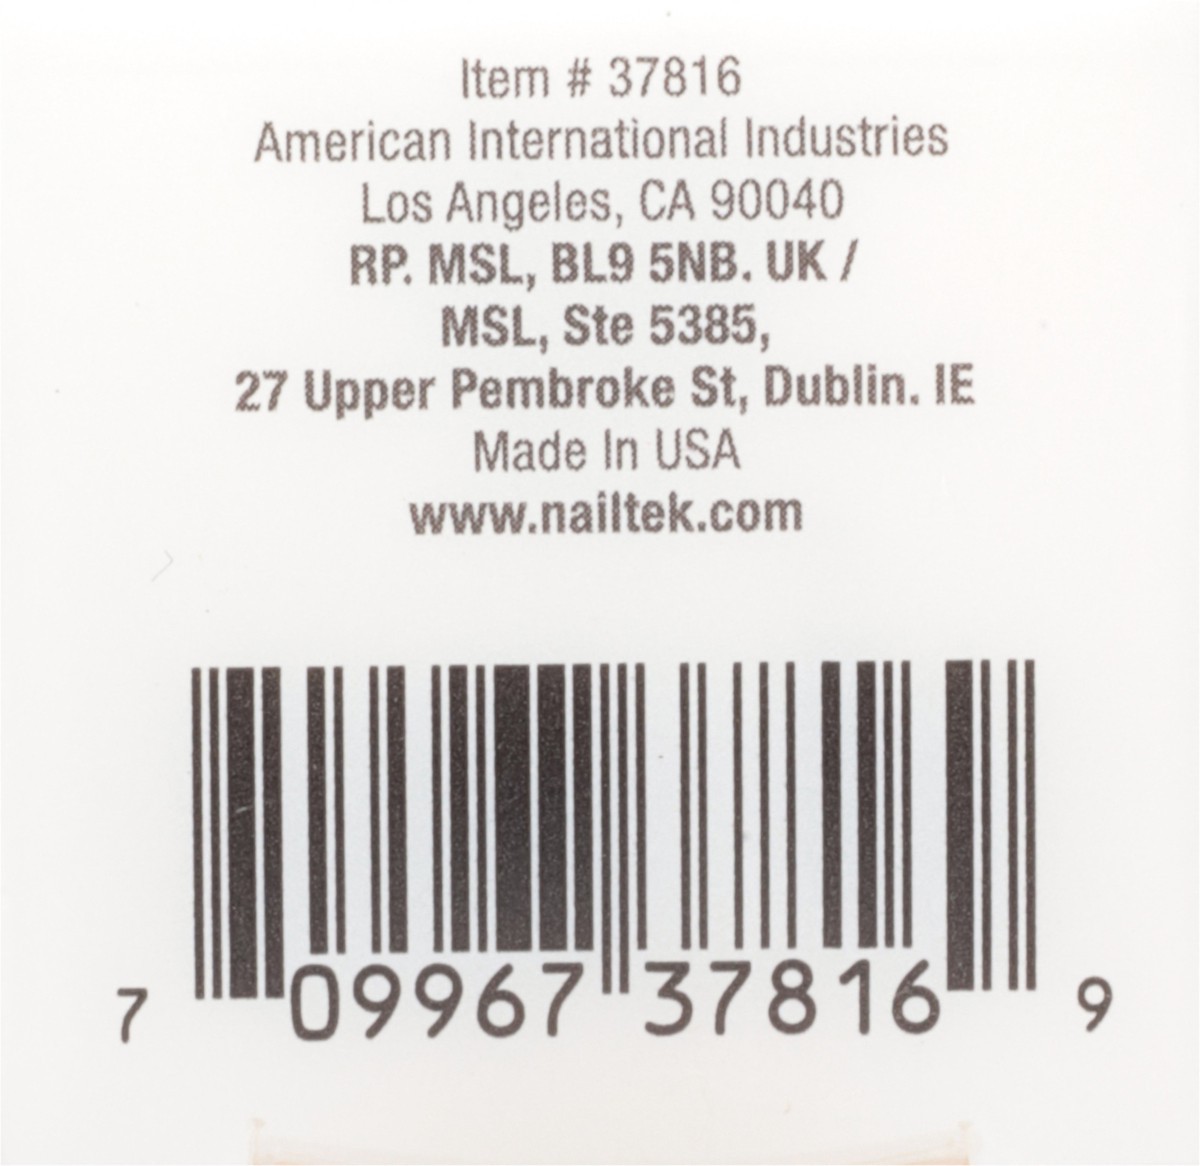 Item # 37816
American International Industries
Los Angeles, CA 90040
RP. MSL, BL9 5NB. UK /
MSL, Ste 5385,
27 Upper Pembroke St, Dublin. IE
Made In USA
www.nailtek.com
7 09967 37816 9